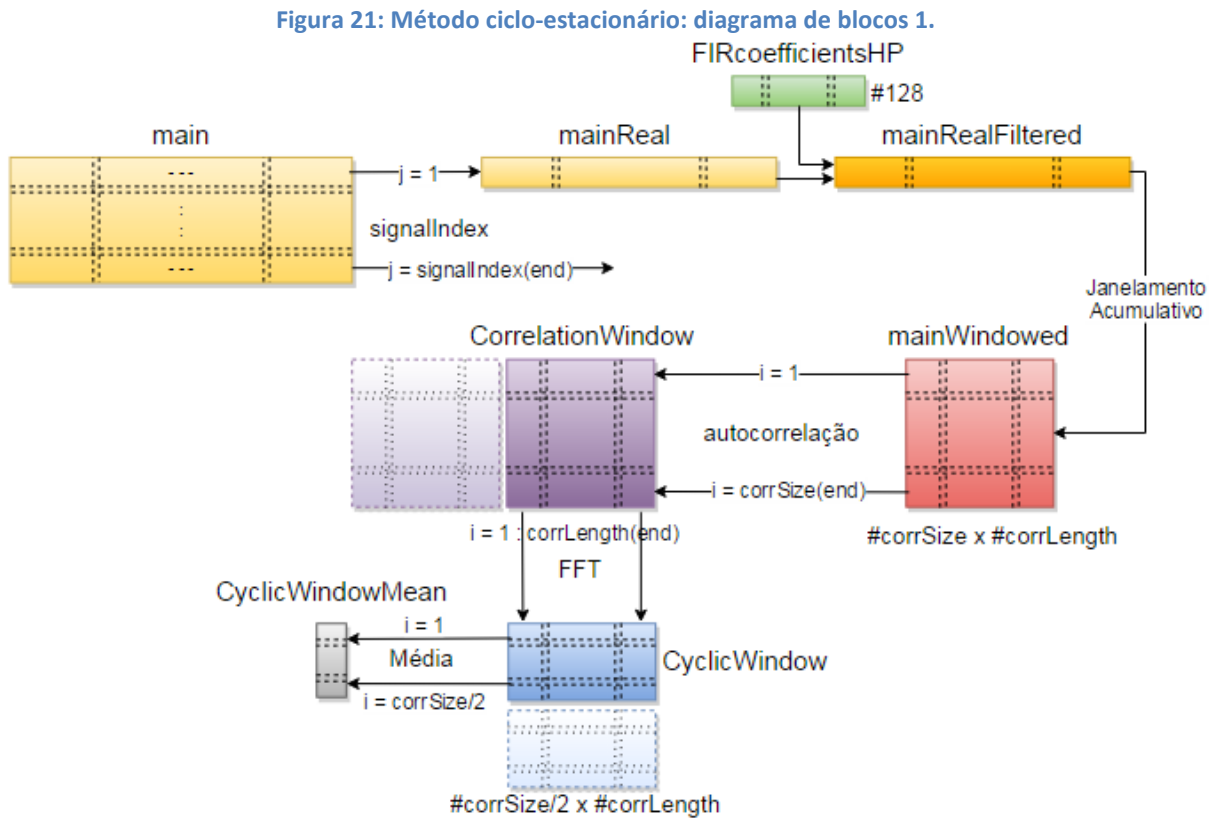 Figura 21: Método ciclo-estacionário: diagrama de blocos 1.
FIRcoefficientsHP
#128
main
mainReal
mainRealFiltered
---
j = 1
:
:
signalIndex
---
j = signalIndex(end)
Janelamento
Acumulativo
CorrelationWindow
mainWindowed
i = 1
autocorrelação
i = corrSize(end)
i = 1 : corrLength(end)
#corrSize x #corrLength
FFT
CyclicWindowMean
i = 1
Média
CyclicWindow
i = corrSize/2
#corrSize/2 x #corrLength